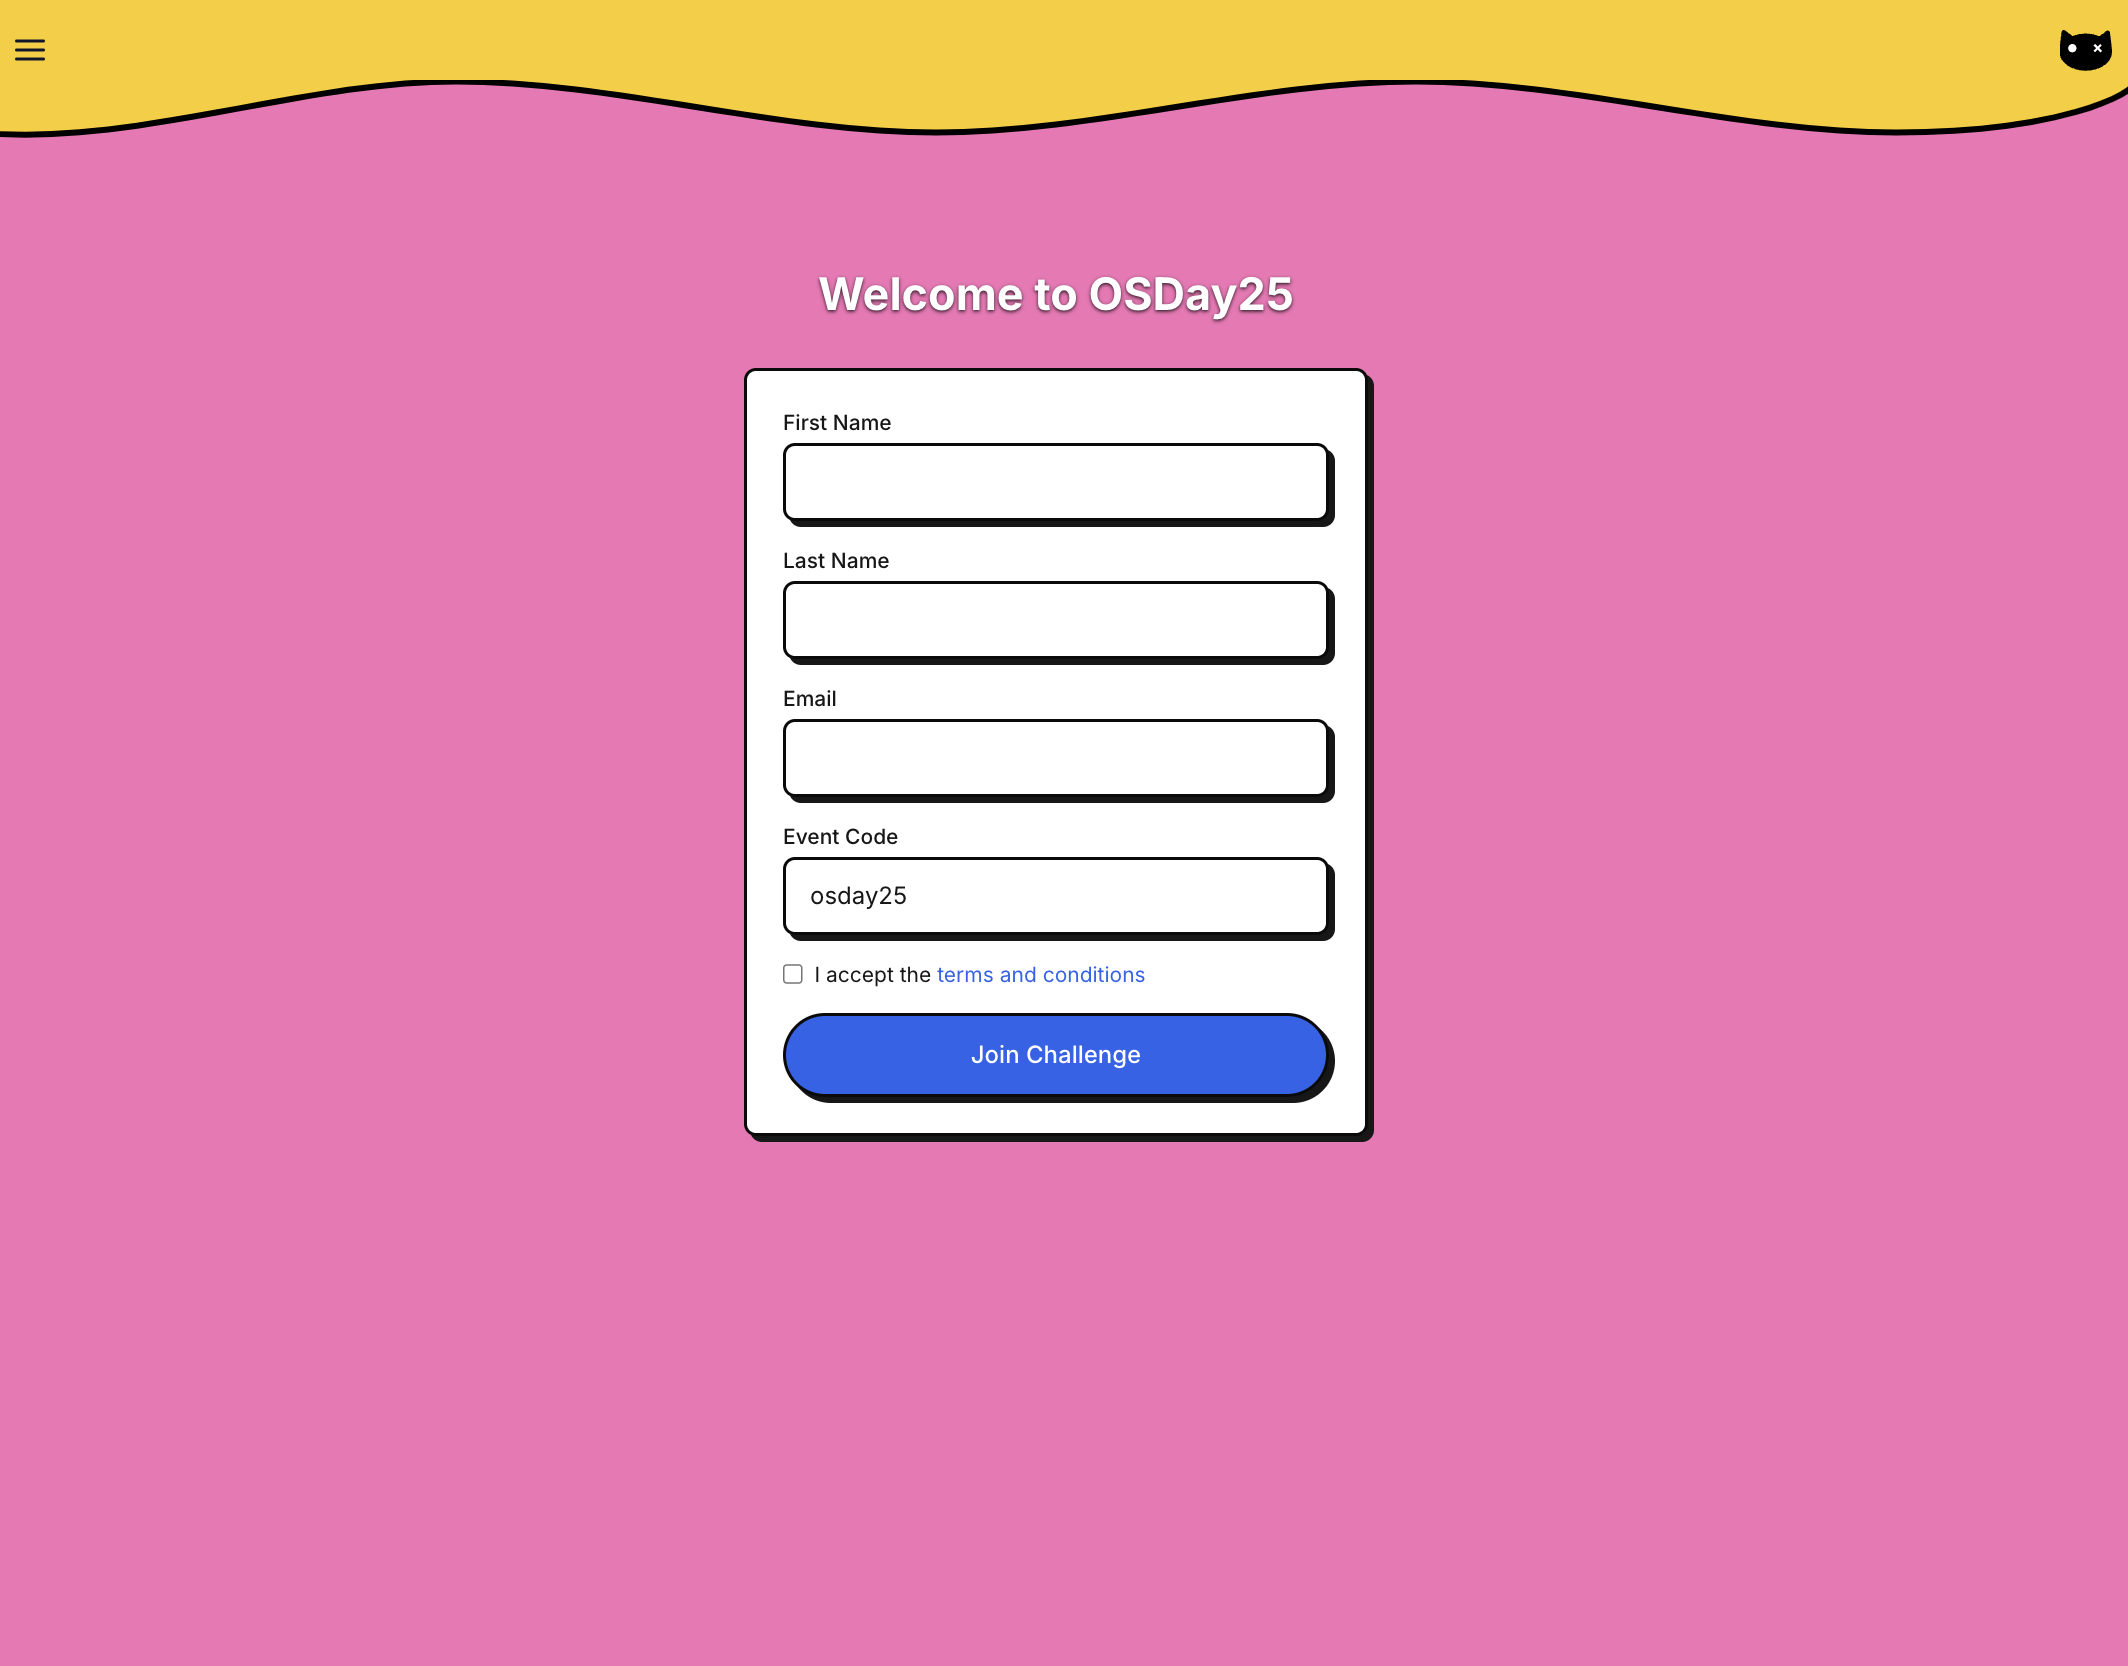 Welcome to OSDay25
First Name
Last Name
Email
Event Code
osday25
I accept the terms and conditions
Join Challenge